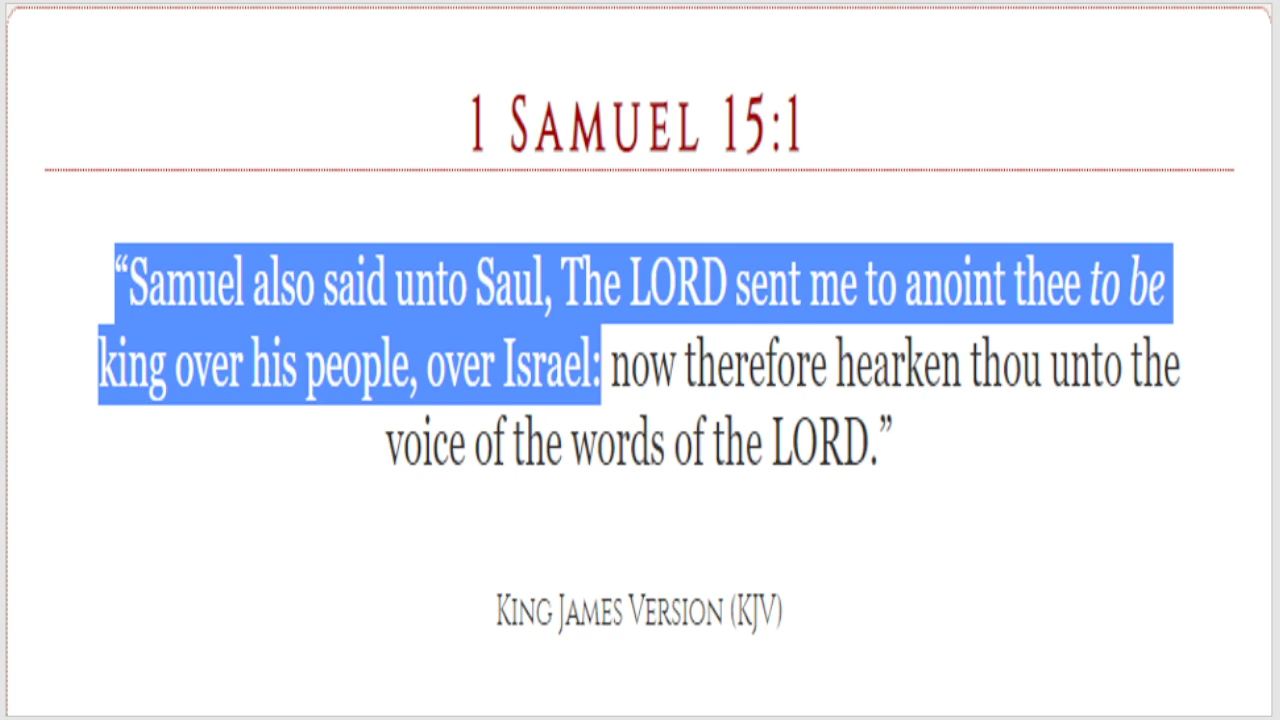 1 SAMUEL 15:1
“Samuel also said unto Saul, The LORD sent me to anoint thee to be
king over his people, over Israel: now therefore hearken thou unto the
voice of the words of the LORD.”
KING JAMES VERSION (KJV)